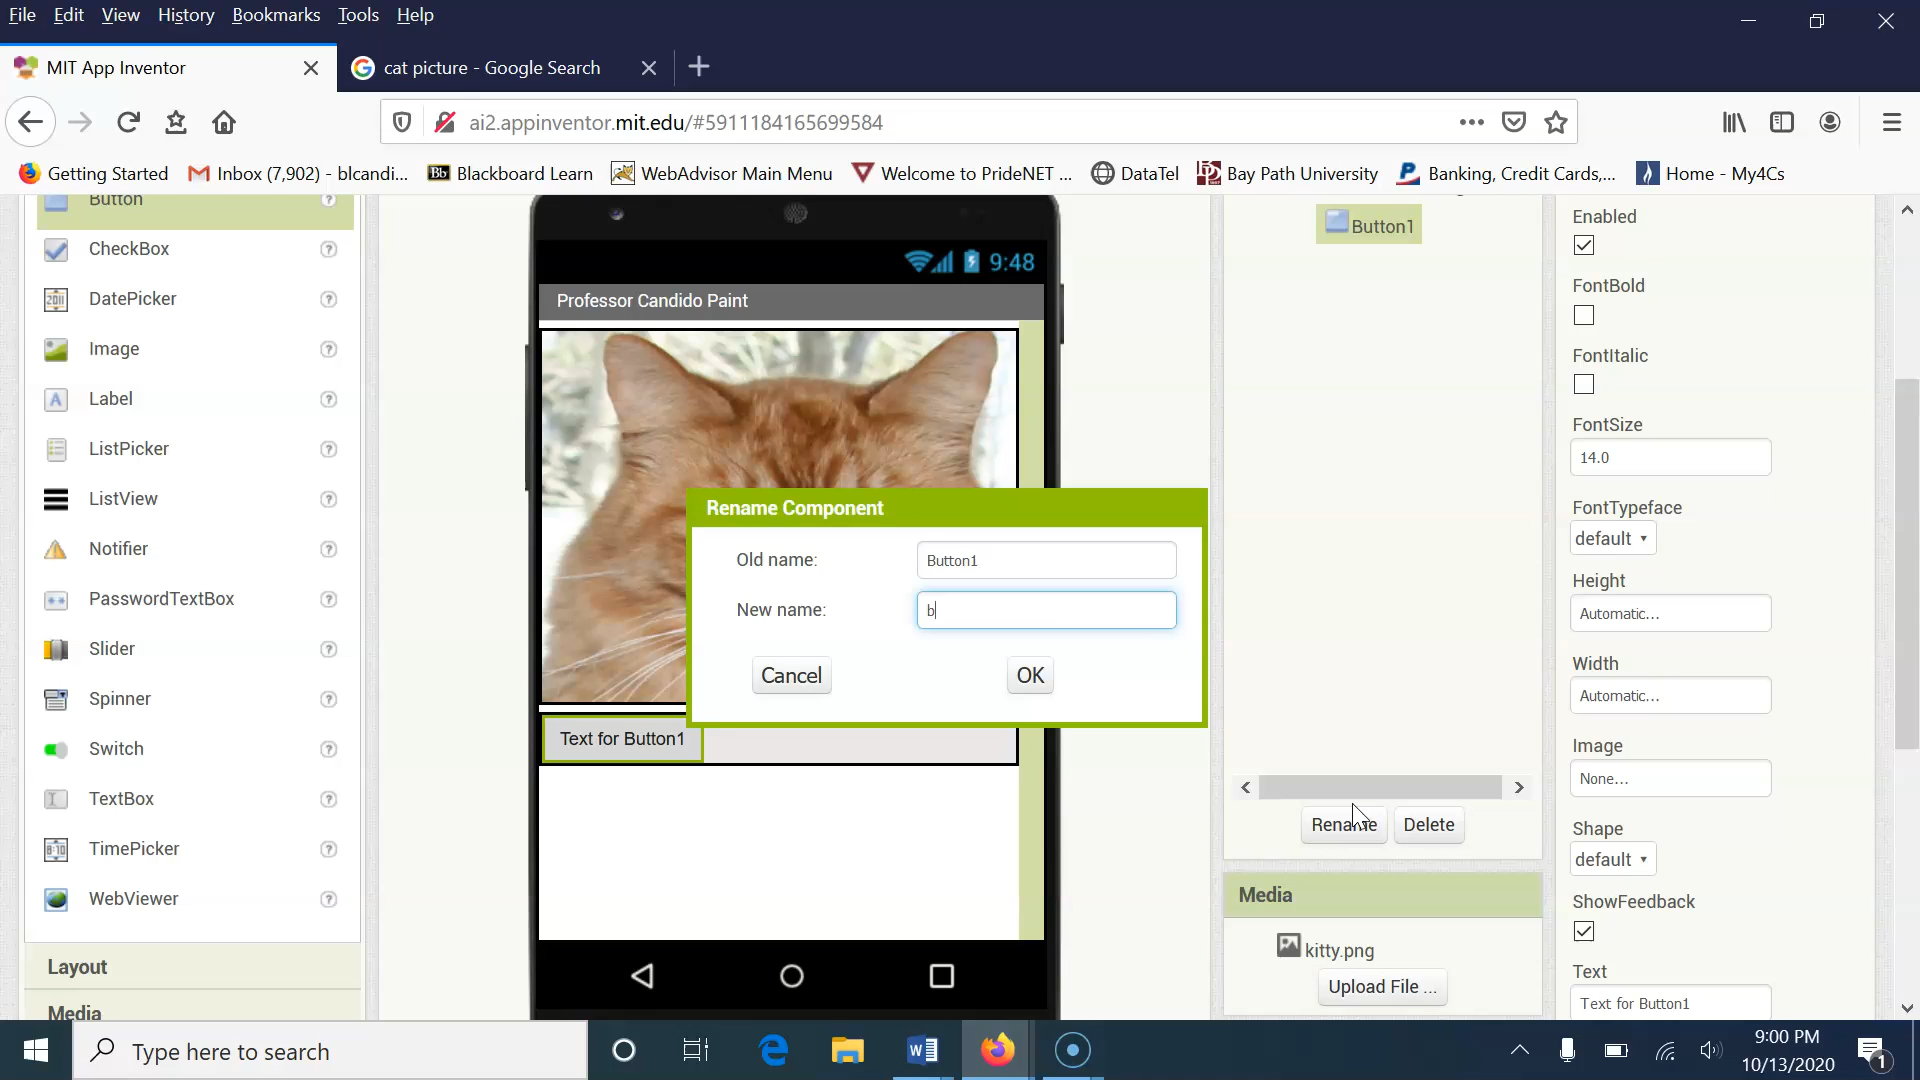 File Edit View History Bookmarks Tools Help
MIT App Inventor
cat picture - Google Search
ai2.appinventor.mit.edu/#5911184165699584
Getting Started
Inbox (7,902) - blcandi...
Bb Blackboard Learn
WebAdvisor Main Menu
Welcome to PrideNET ...
DataTel
Bay Path University
Banking, Credit Cards,...
Home - My4Cs
Button
CheckBox
DatePicker
Image
Label
ListPicker
ListView
Notifier
PasswordTextBox
Slider
Spinner
Switch
TextBox
TimePicker
WebViewer
Layout
Media
9:48
Professor Candido Paint
Text for Button1
Rename Component
Old name: Button1
New name: b
Cancel OK
Button1
Rename Delete
Media
kitty.png
Upload File ...
Enabled
FontBold
FontItalic
FontSize
14.0
FontTypeface
default
Height
Automatic...
Width
Automatic...
Image
None...
Shape
default
ShowFeedback
Text
Text for Button1
Type here to search
9:00 PM
10/13/2020
1